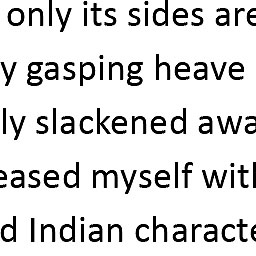 only its sides are
y gasping heave
ly slackened awa
eased myself with
d Indian characte